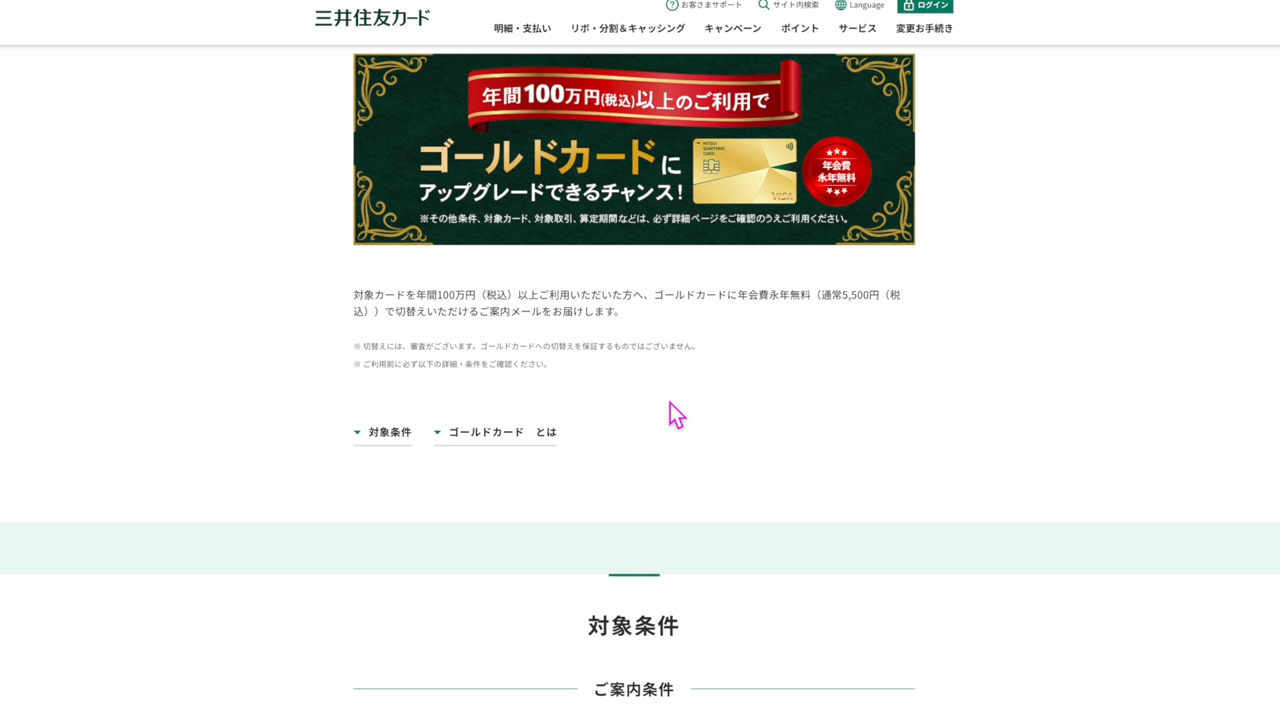 三井住友カード
お客さまサポート
サイト内検索
Language
ログイン
明細・支払い
リボ・分割＆キャッシング
キャンペーン
ポイント
サービス
変更お手続き
年間100万円(税込)以上のご利用で
ゴールドカードに
アップグレードできるチャンス！
MITSUI
SUMITOMO
CARD
VISA
年会費
永年無料
※その他条件、対象カード、対象取引、算定期間などは、必ず詳細ページをご確認のうえご利用ください。
対象カードを年間100万円（税込）以上ご利用いただいた方へ、ゴールドカードに年会費永年無料（通常5,500円（税
込））で切替えいただけるご案内メールをお届けします。
※ 切替えには、審査がございます。ゴールドカードへの切替えを保証するものではございません。
※ ご利用前に必ず以下の詳細・条件をご確認ください。
対象条件
ゴールドカード　とは
対象条件
ご案内条件